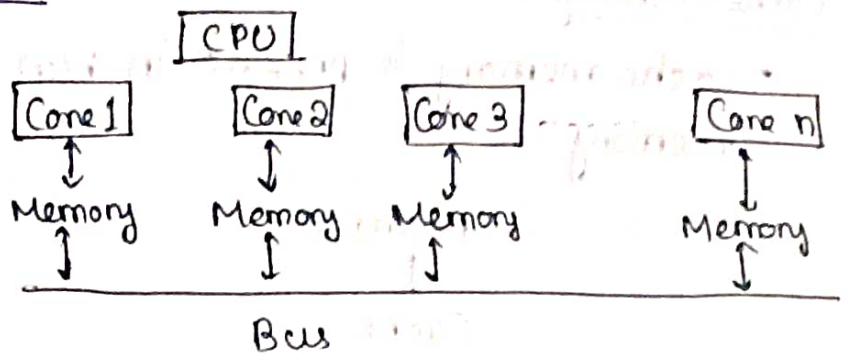 CPU
Core 1 Core 2 Core 3 ---- Core n
Memory Memory Memory Memory
Bus